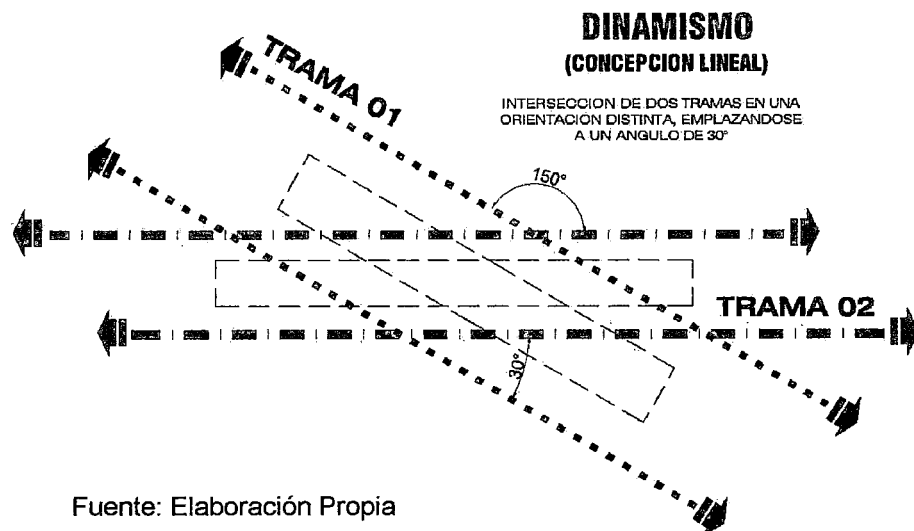 DINAMISMO
(CONCEPCION LINEAL)
INTERSECCION DE DOS TRAMAS EN UNA
ORIENTACION DISTINTA, EMPLAZANDOSE
A UN ANGULO DE 30°
TRAMA 01
150°
TRAMA 02
30°
Fuente: Elaboración Propia